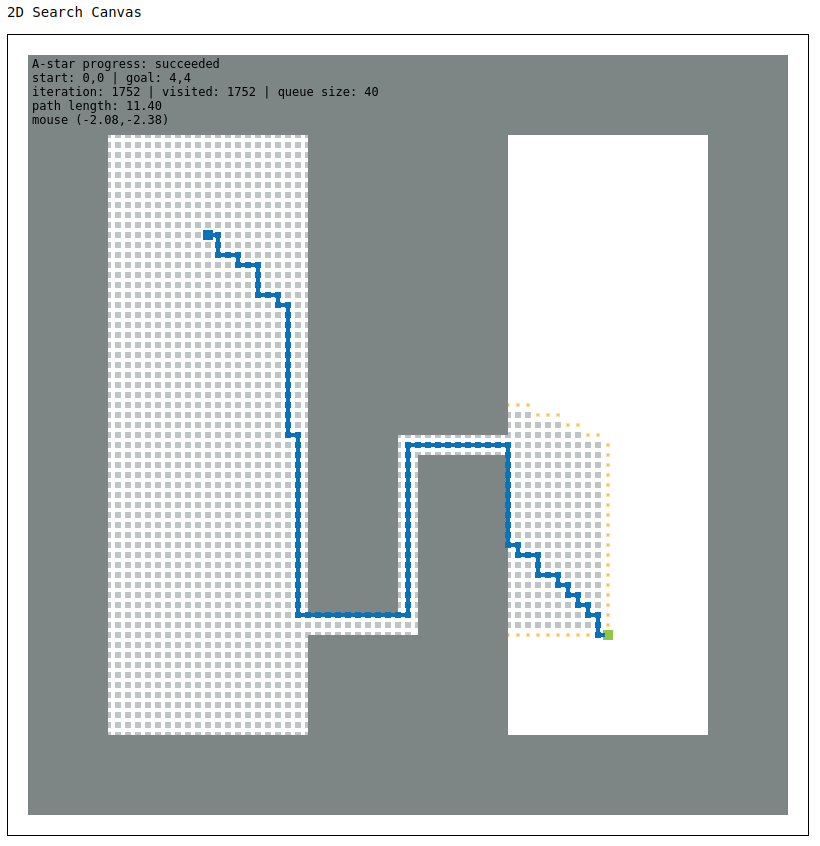 2D Search Canvas
A-star progress: succeeded
start: 0,0 | goal: 4,4
iteration: 1752 | visited: 1752 | queue size: 40
path length: 11.40
mouse (-2.08,-2.38)